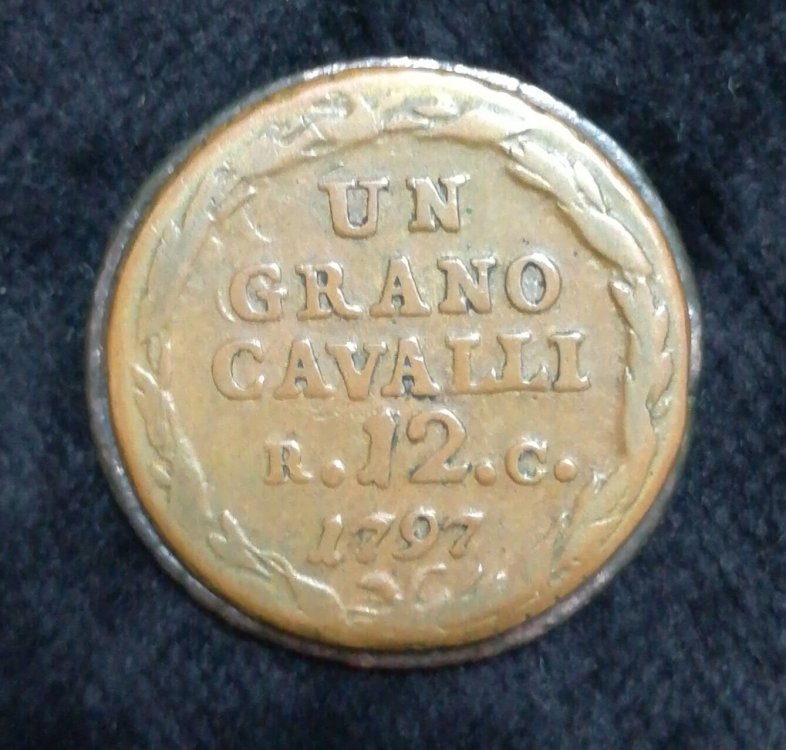 UN
GRANO
CAVALLI
R. 12. C.
1797